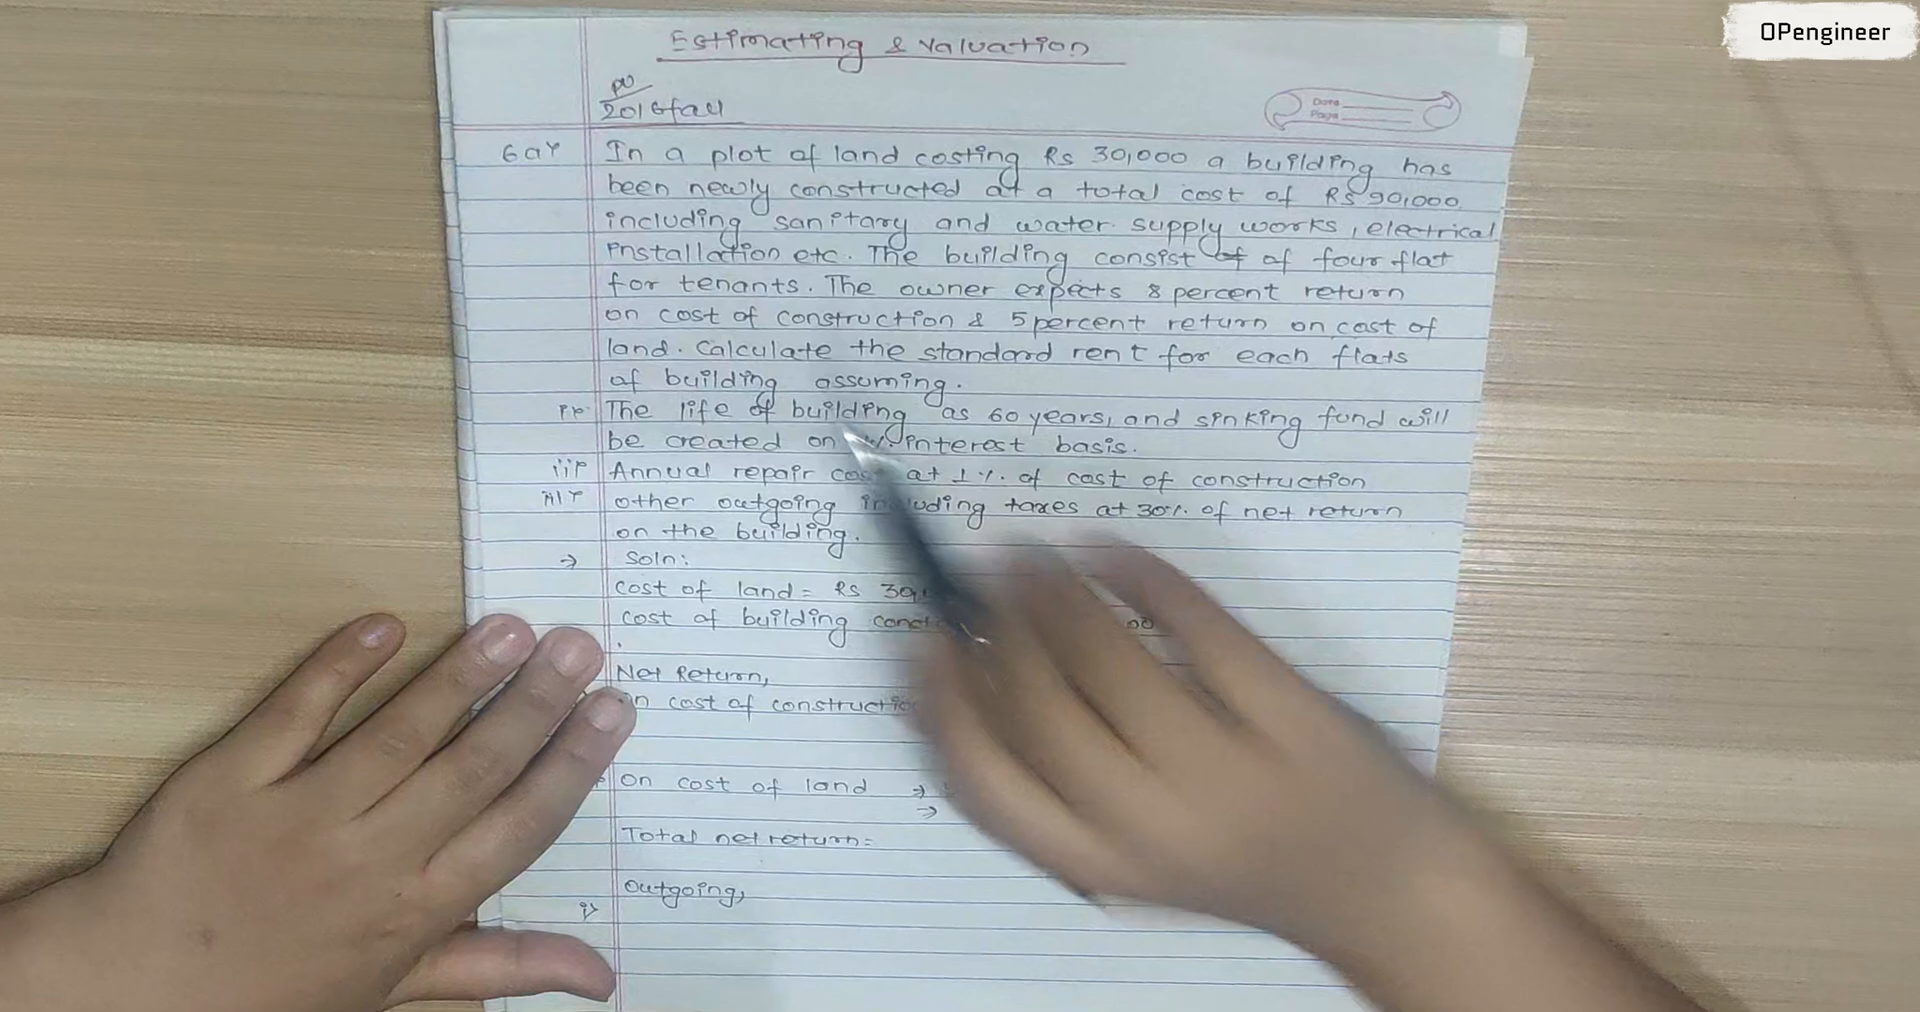 OPengineer
Estimating & Valuation
PU
2016 fall
Date
Page
6 a) In a plot of land costing Rs 30,000 a building has
been newly constructed at a total cost of Rs 90,000
including sanitary and water supply works, electrical
installation etc. The building consist of of four flat
for tenants. The owner expects 8 percent return
on cost of construction & 5 percent return on cost of
land. Calculate the standard rent for each flats
of building assuming.
The life of building as 60 years, and sinking fund will
be created on interest basis.
ii) Annual repair at 1% of cost of construction
other outgoing including taxes at 30% of net return
on the building.
→ Soln:
Cost of land = Rs
Cost of building
Net Return,
on cost of
On cost of land ⇒
⇒
Total net return =
Outgoing,
i)